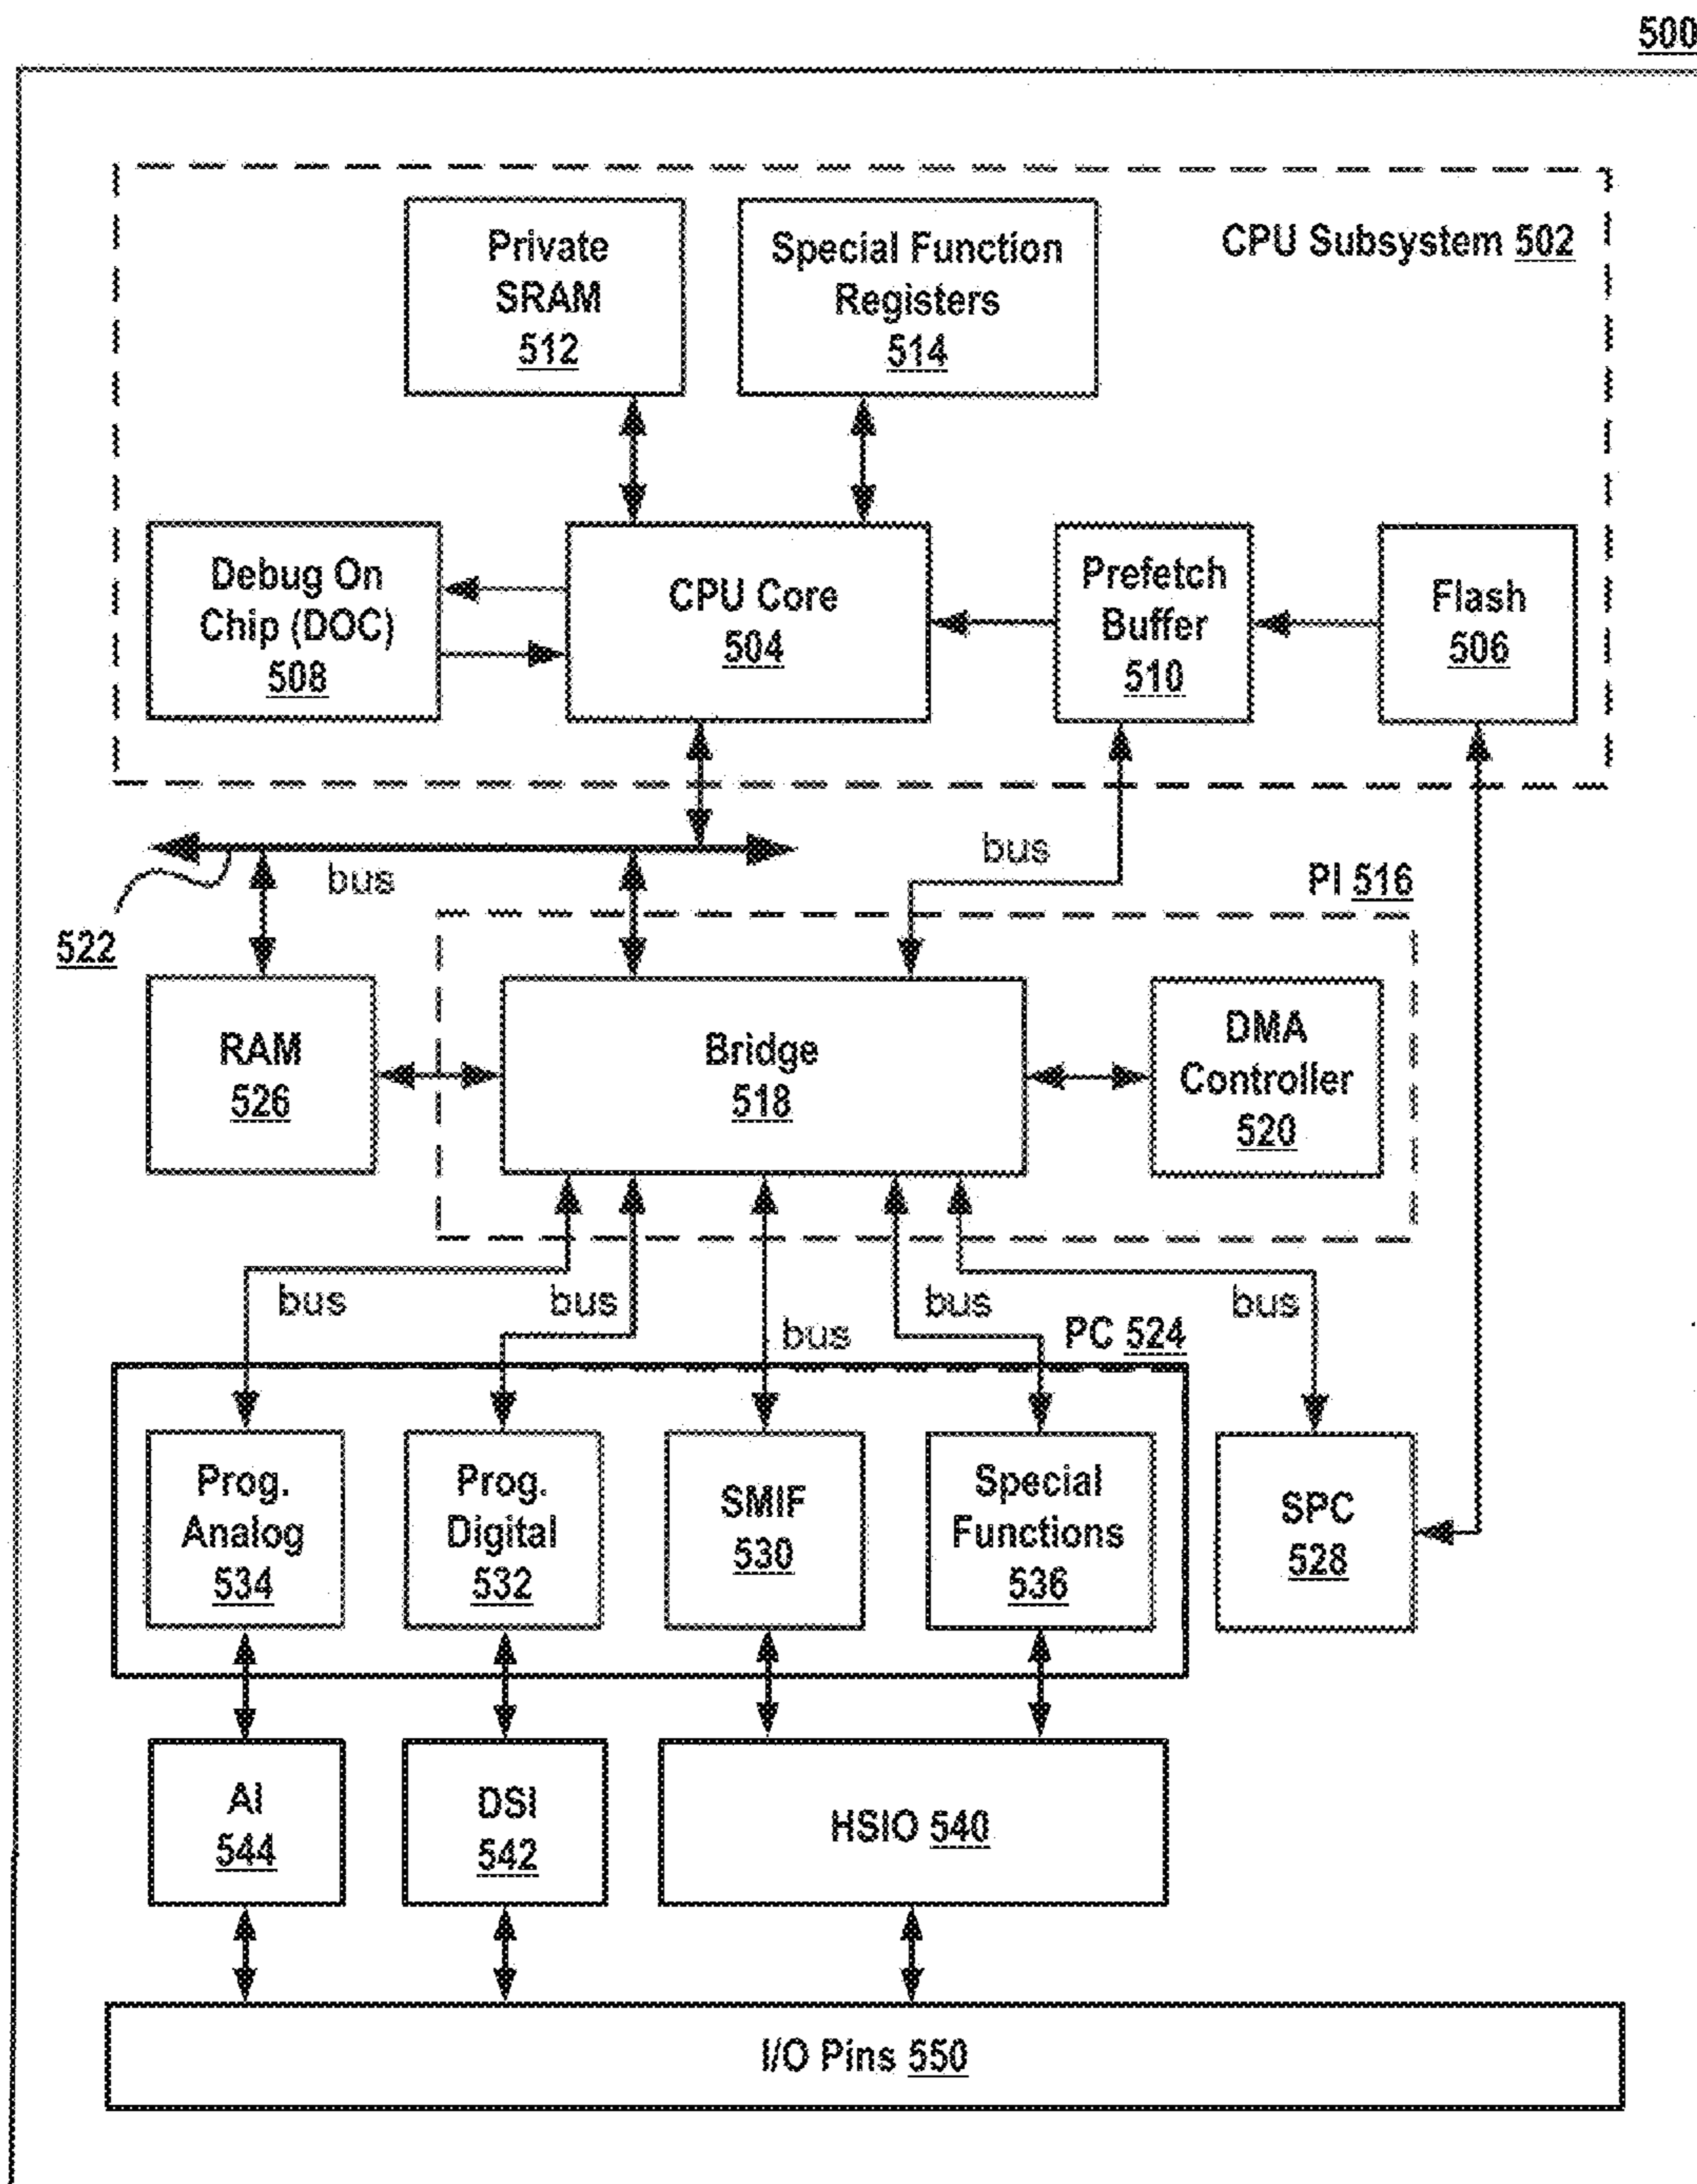 500
CPU Subsystem 502
Private
SRAM
512
Special Function
Registers
514
Debug On
Chip (DOC)
508
CPU Core
504
Prefetch
Buffer
510
Flash
506
bus
522
bus
PI 516
RAM
526
Bridge
518
DMA
Controller
520
bus
bus
bus
bus
bus
PC 524
Prog.
Analog
534
Prog.
Digital
532
SMIF
530
Special
Functions
536
SPC
528
AI
544
DSI
542
HSIO 540
I/O Pins 550